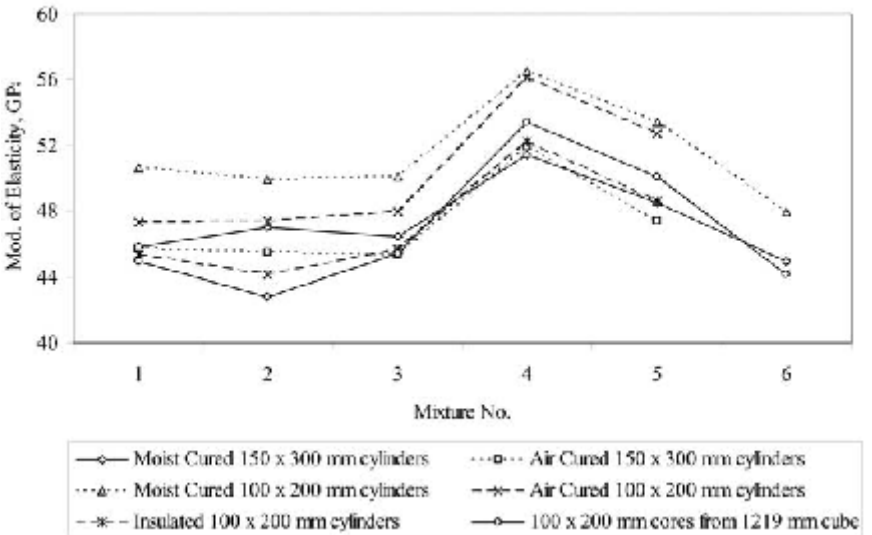 60
56
52
48
44
40
Mod. of Elasticity, GPa
1 2 3 4 5 6
Mixture No.
Moist Cured 150 x 300 mm cylinders
Air Cured 150 x 300 mm cylinders
Moist Cured 100 x 200 mm cylinders
Air Cured 100 x 200 mm cylinders
Insulated 100 x 200 mm cylinders
100 x 200 mm cores from 1219 mm cube